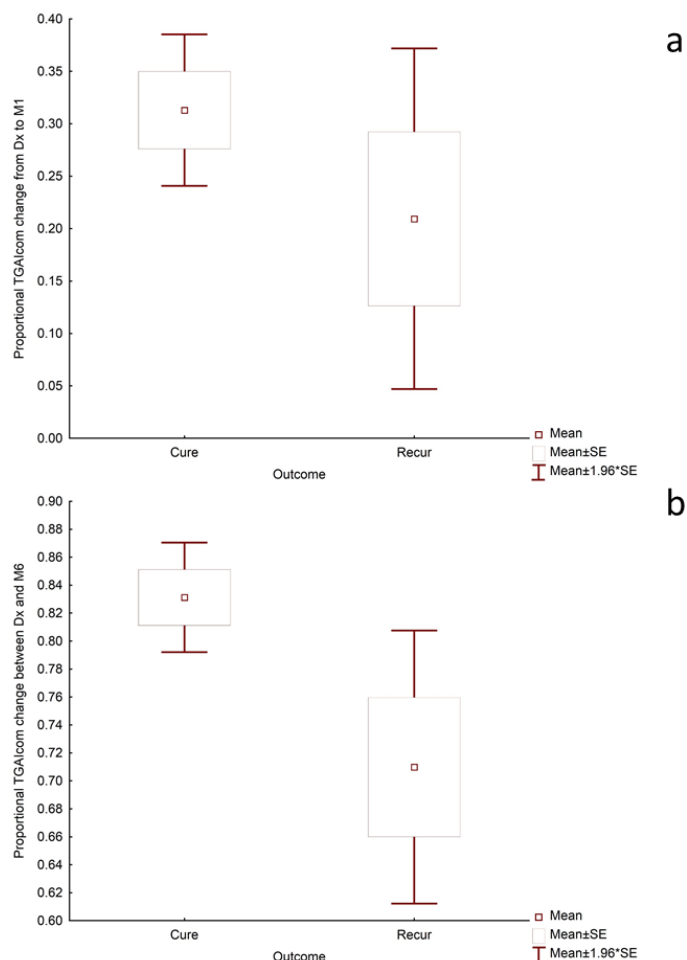 a
0.40
0.35
0.30
0.25
0.20
0.15
0.10
0.05
0.00
Proportional TGAIcom change from Dx to M1
Cure
Recur
Outcome
Mean
Mean±SE
Mean±1.96*SE
b
0.90
0.88
0.86
0.84
0.82
0.80
0.78
0.76
0.74
0.72
0.70
0.68
0.66
0.64
0.62
0.60
Proportional TGAIcom change between Dx and M6
Cure
Recur
Outcome
Mean
Mean±SE
Mean±1.96*SE